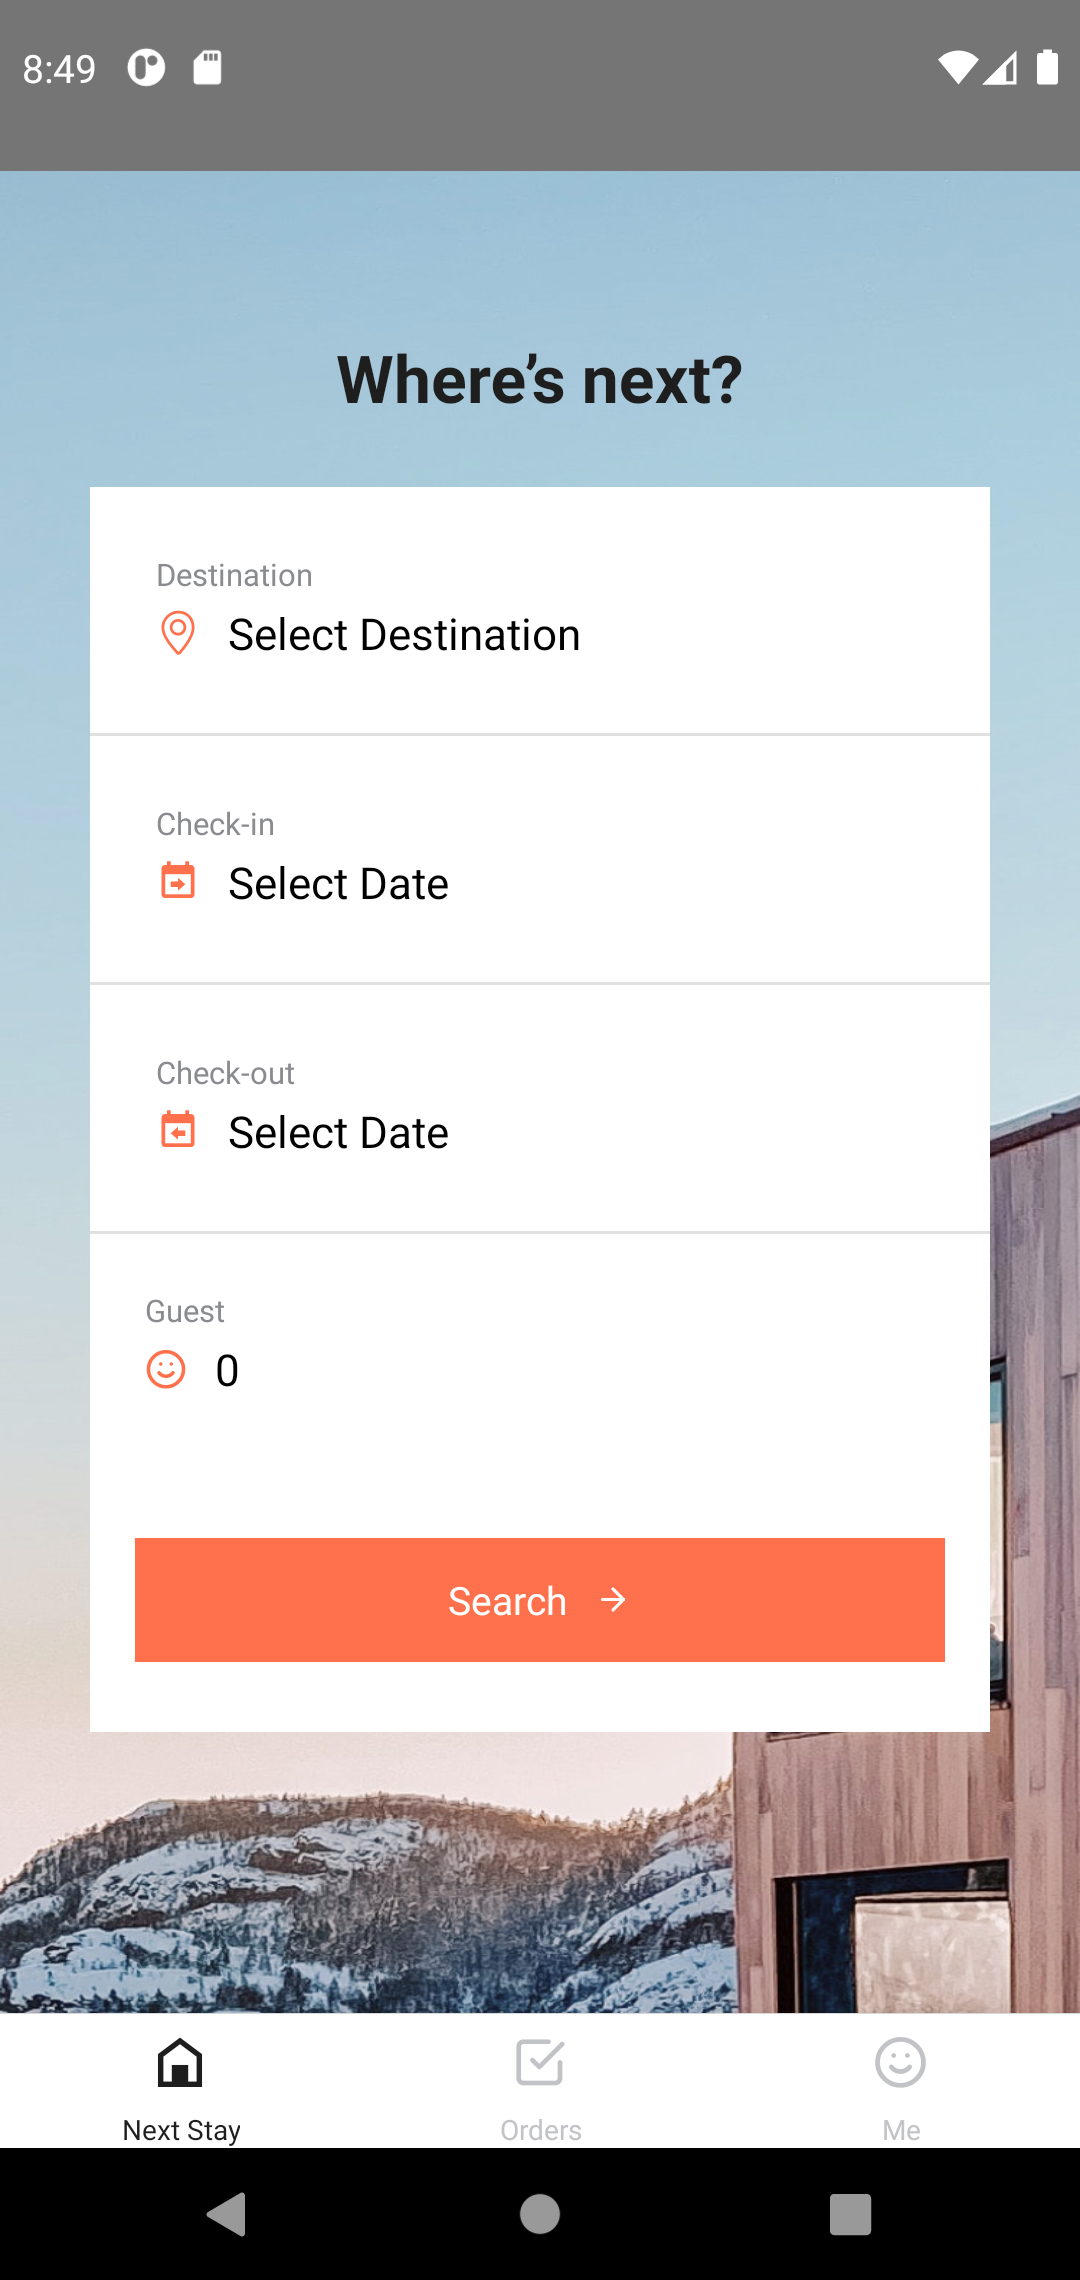 8:49
Where’s next?
Destination
Select Destination
Check-in
Select Date
Check-out
Select Date
Guest
0
Search
Next Stay
Orders
Me